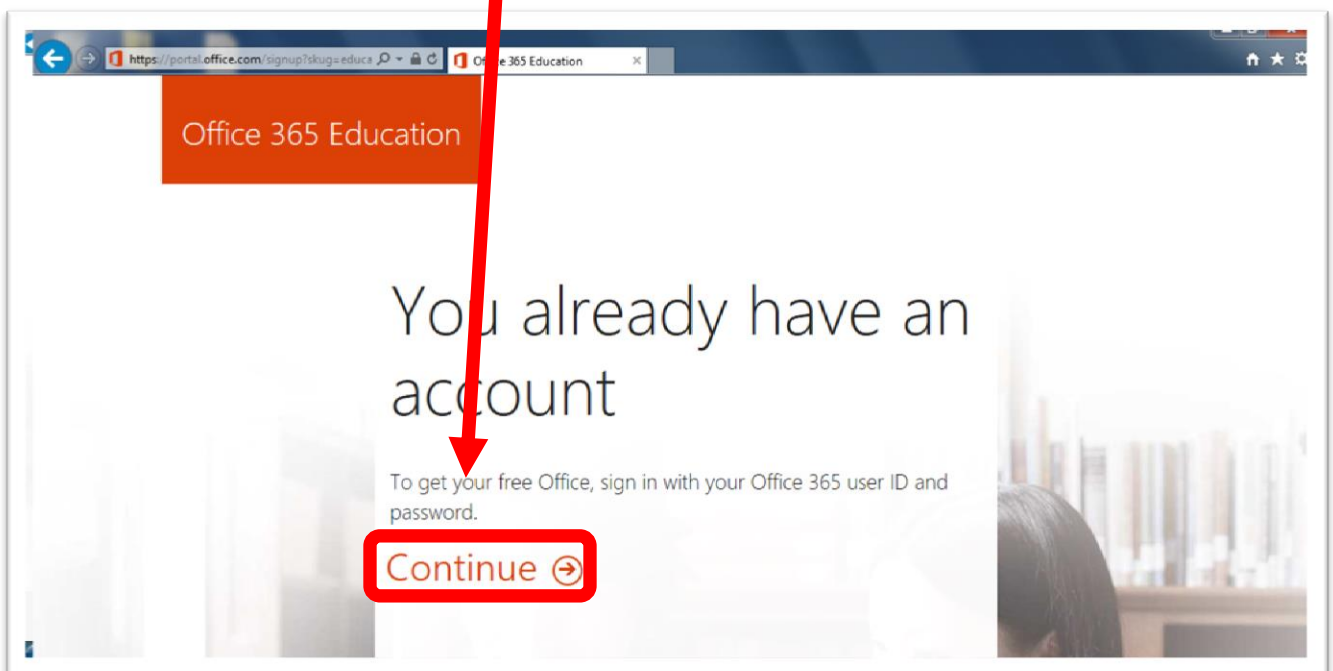 https://portal.office.com/signup?skug=educa
365 Education
Office 365 Education
You already have an
account
To get your free Office, sign in with your Office 365 user ID and
password.
Continue